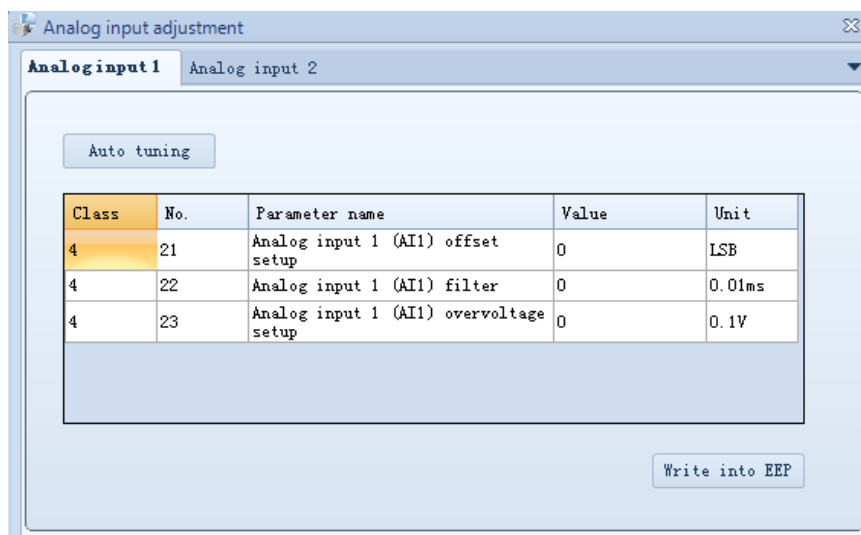 Analog input adjustment
Analog input 1 Analog input 2
Auto tuning
Class No. Parameter name Value Unit
4 21 Analog input 1 (AI1) offset setup 0 LSB
4 22 Analog input 1 (AI1) filter 0 0.01ms
4 23 Analog input 1 (AI1) overvoltage setup 0 0.1V
Write into EEP